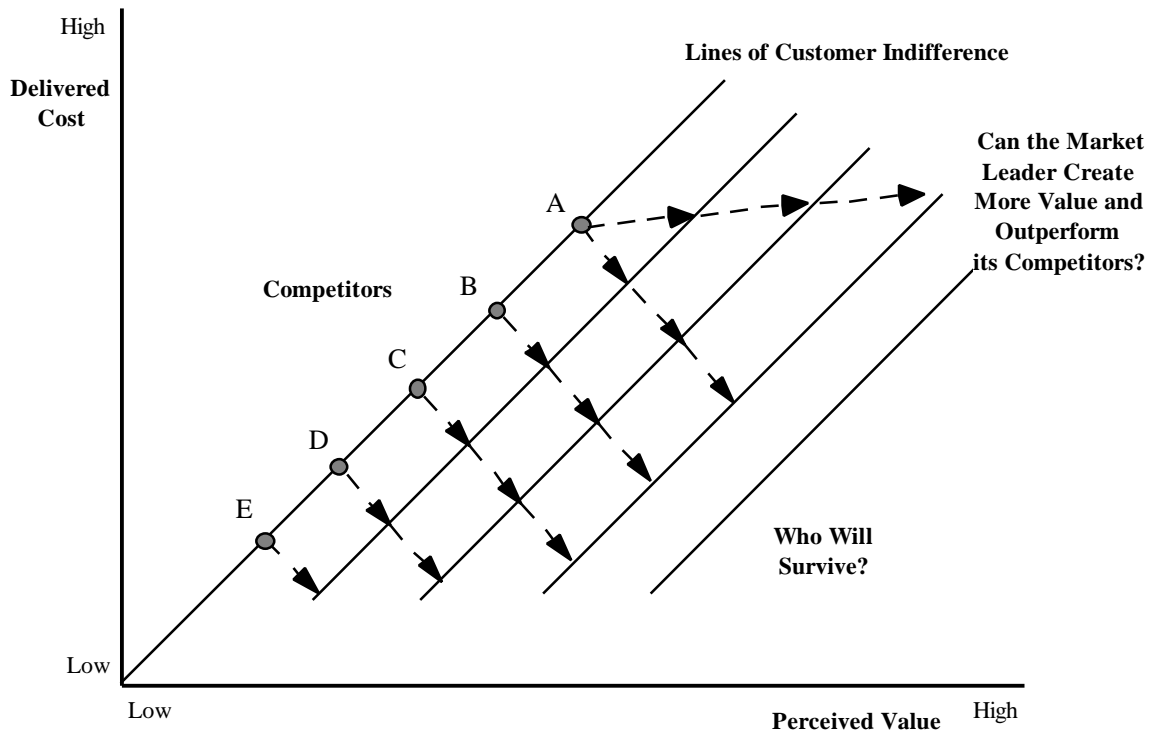 High
Delivered
Cost
Lines of Customer Indifference
Can the Market
Leader Create
More Value and
Outperform
its Competitors?
A
B
Competitors
C
D
E
Who Will
Survive?
Low
Low
Perceived Value
High